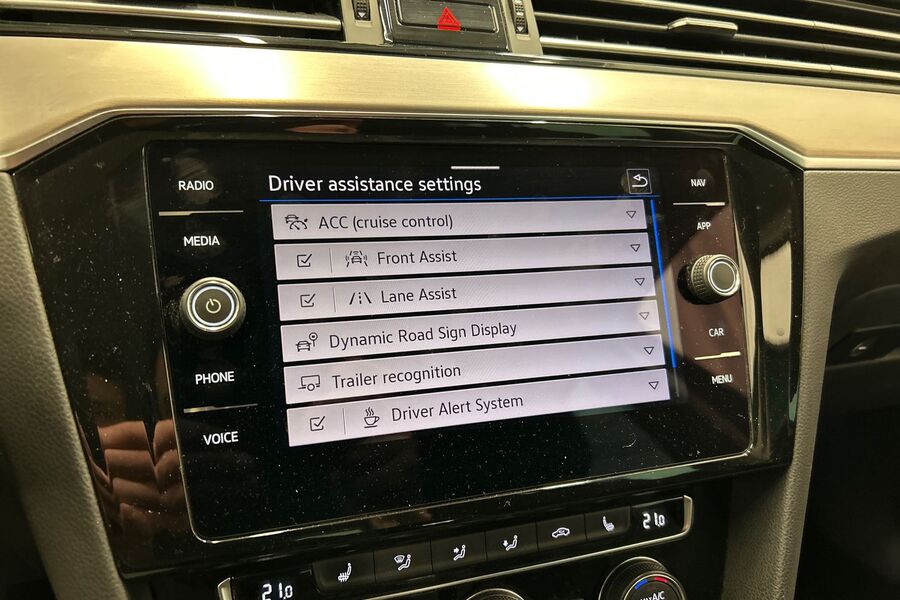 RADIO
MEDIA
PHONE
VOICE
Driver assistance settings
ACC (cruise control)
Front Assist
Lane Assist
Dynamic Road Sign Display
Trailer recognition
Driver Alert System
NAV
APP
CAR
MENU
21.0
21.0
A/C